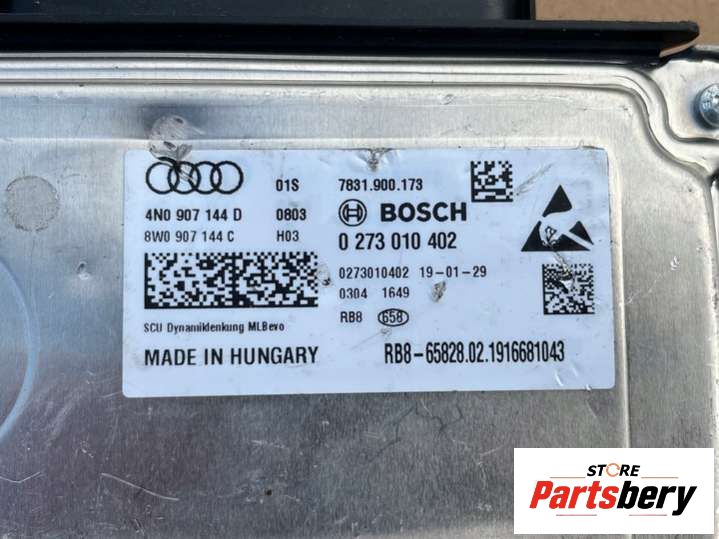 01S 7831.900.173
4N0 907 144 D 0803 BOSCH
8W0 907 144 C H03 0 273 010 402
0273010402 19-01-29
0304 1649
RB8 658
SCU Dynamiklenkung MLBevo
MADE IN HUNGARY RB8-65828.02.1916681043
STORE
Partsbery